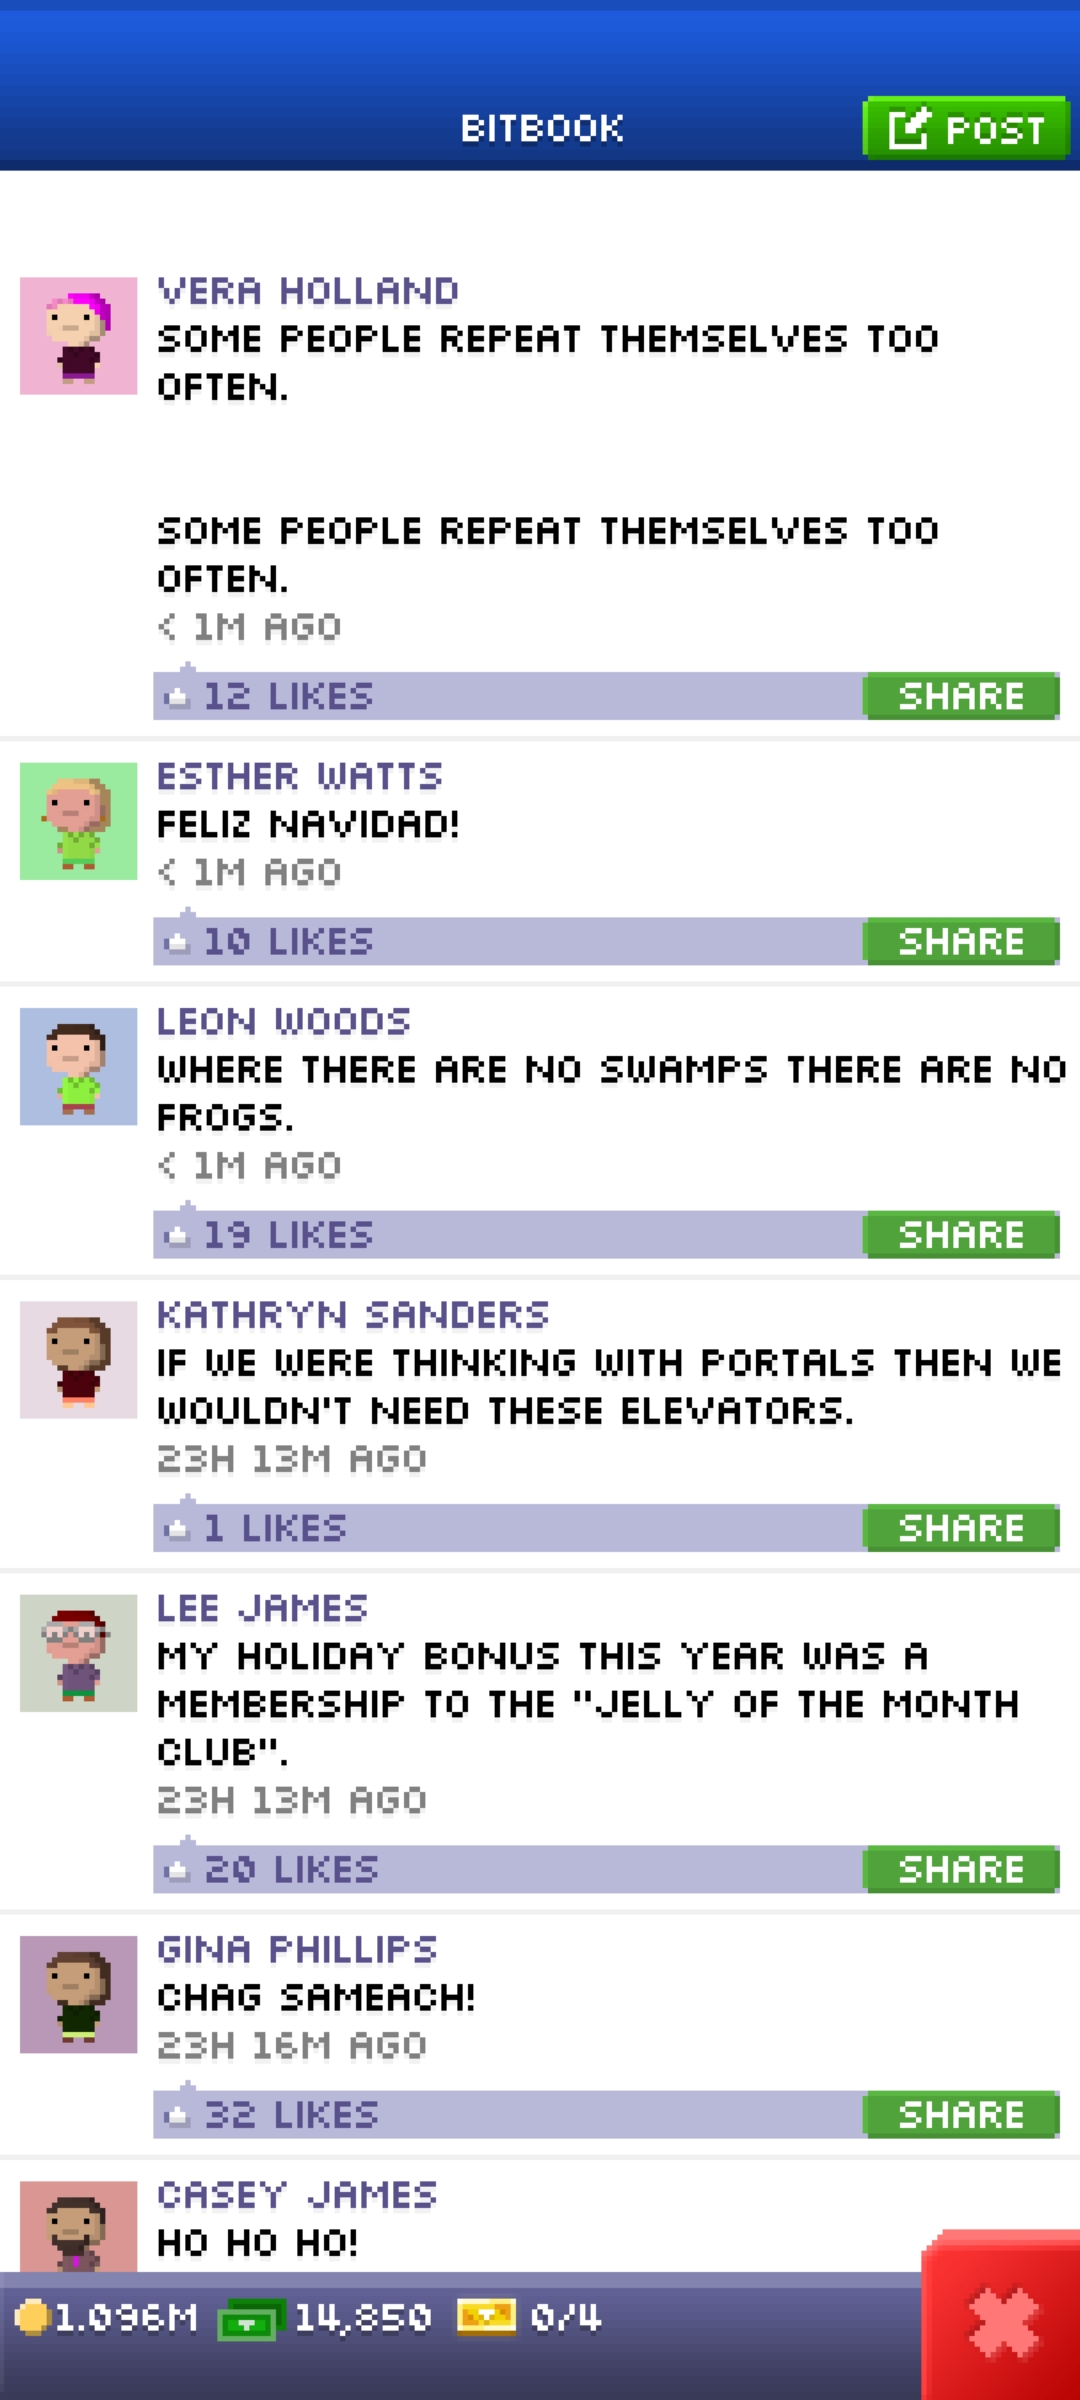 BITBOOK
POST
VERA HOLLAND
SOME PEOPLE REPEAT THEMSELVES TOO
OFTEN.
SOME PEOPLE REPEAT THEMSELVES TOO
OFTEN.
< 1M AGO
12 LIKES
SHARE
ESTHER WATTS
FELIZ NAVIDAD!
< 1M AGO
10 LIKES
SHARE
LEON WOODS
WHERE THERE ARE NO SWAMPS THERE ARE NO
FROGS.
< 1M AGO
19 LIKES
SHARE
KATHRYN SANDERS
IF WE WERE THINKING WITH PORTALS THEN WE
WOULDN'T NEED THESE ELEVATORS.
23H 13M AGO
1 LIKES
SHARE
LEE JAMES
MY HOLIDAY BONUS THIS YEAR WAS A
MEMBERSHIP TO THE "JELLY OF THE MONTH
CLUB".
23H 13M AGO
20 LIKES
SHARE
GINA PHILLIPS
CHAG SAMEACH!
23H 16M AGO
32 LIKES
SHARE
CASEY JAMES
HO HO HO!
1.096M
14,850
0/4